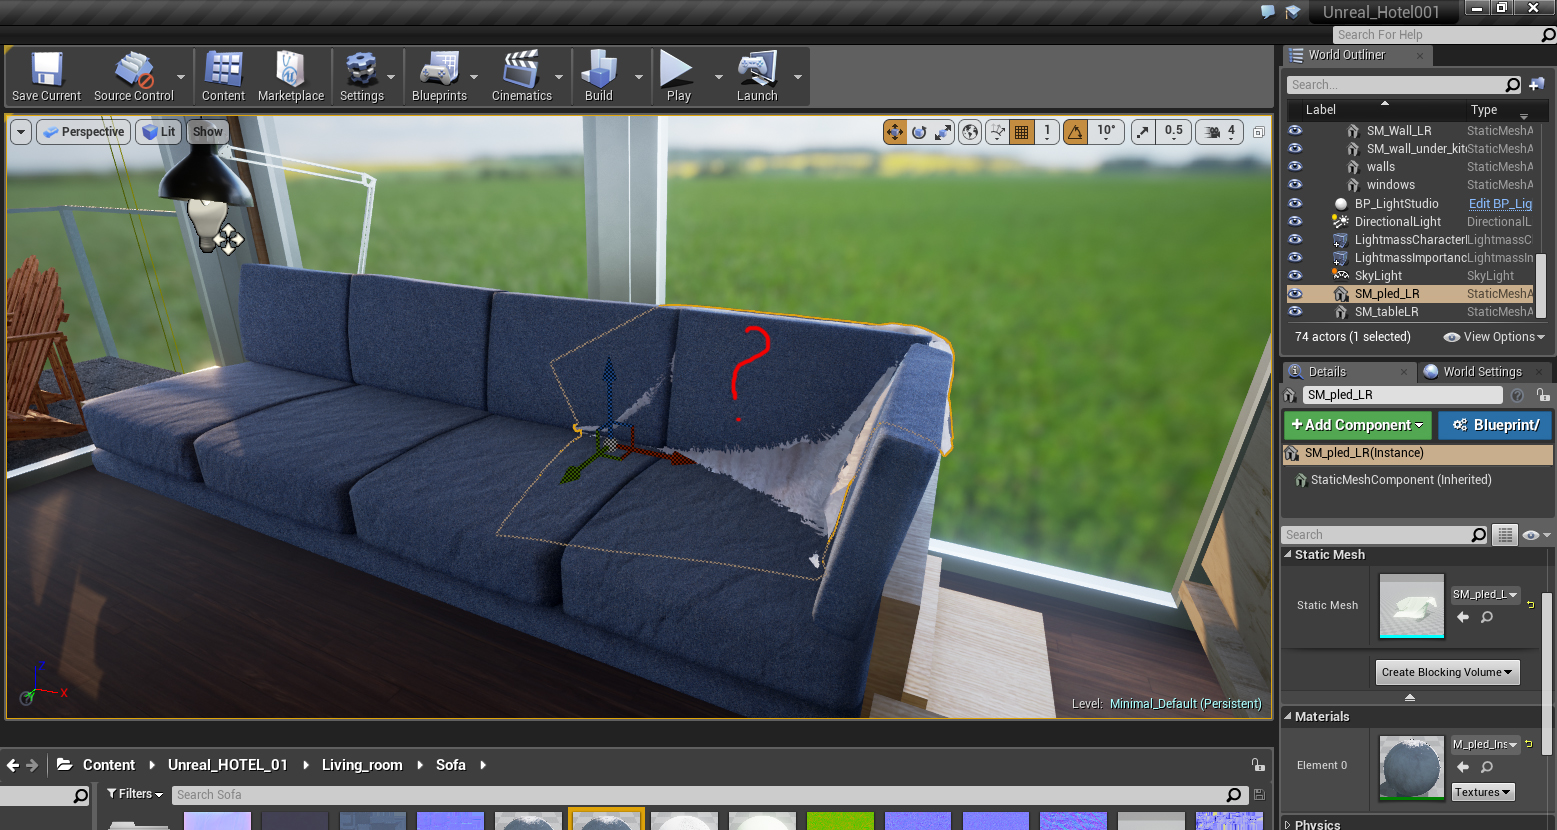 Unreal_Hotel001
Search For Help
Save Current
Source Control
Content
Marketplace
Settings
Blueprints
Cinematics
Build
Play
Launch
World Outliner
Search...
Label
Type
Perspective
Lit
Show
1
10°
0.5
4
SM_Wall_LR StaticMeshA
SM_wall_under_kit StaticMeshA
walls StaticMeshA
windows StaticMeshA
BP_LightStudio Edit BP_Lig
DirectionalLight DirectionalL
LightmassCharacterI LightmassC
LightmassImportanc LightmassIn
SkyLight SkyLight
SM_pled_LR StaticMeshA
SM_tableLR StaticMeshA
74 actors (1 selected)
View Options
?
Details
World Settings
SM_pled_LR
+Add Component
Blueprint/
SM_pled_LR(Instance)
StaticMeshComponent (Inherited)
Search
Static Mesh
Static Mesh
SM_pled_L
Create Blocking Volume
Z
X
Level: Minimal_Default (Persistent)
Materials
Element 0
M_pled_Ins
Textures
Physics
Content
Unreal_HOTEL_01
Living_room
Sofa
Filters
Search Sofa